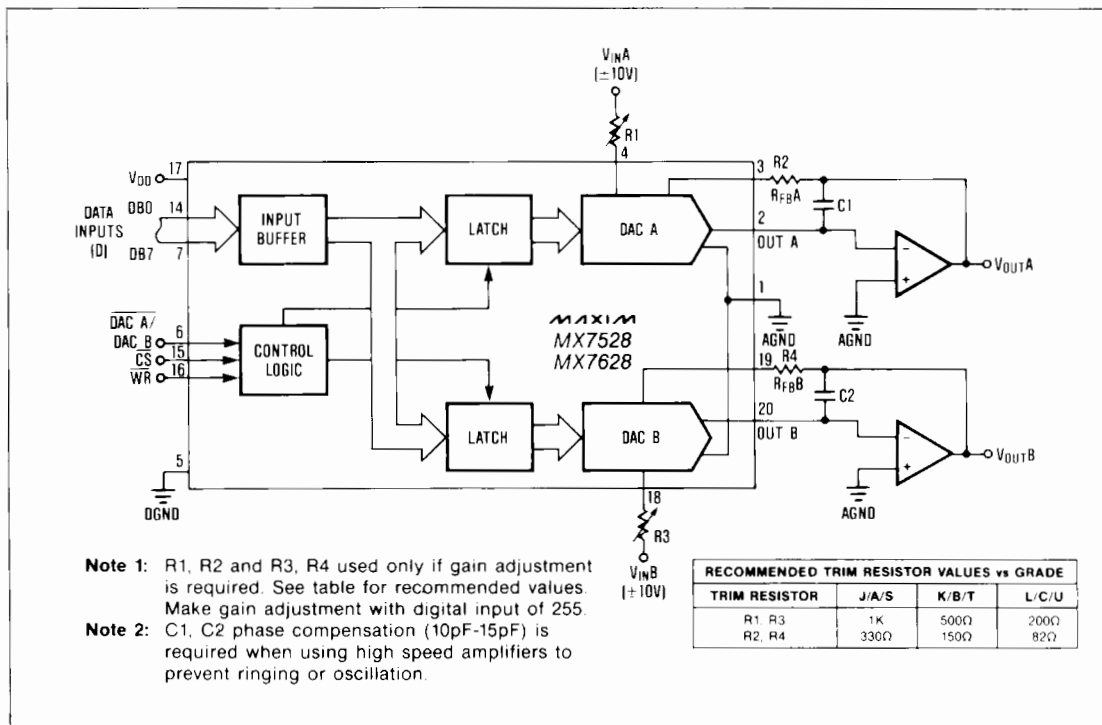 VINA
(±10V)
R1
4
17
VDD
3
R2
RFBA
C1
DATA
INPUTS
(D)
DB0
14
DB7
7
INPUT
BUFFER
LATCH
DAC A
2
OUT A
VOUTA
1
AGND
AGND
DAC A/
DAC B
6
CS
15
WR
16
CONTROL
LOGIC
MAXIM
MX7528
MX7628
19
R4
RFBB
C2
LATCH
DAC B
20
OUT B
VOUTB
AGND
5
DGND
18
R3
VINB
(±10V)
Note 1: R1, R2 and R3, R4 used only if gain adjustment
is required. See table for recommended values.
Make gain adjustment with digital input of 255.
Note 2: C1, C2 phase compensation (10pF-15pF) is
required when using high speed amplifiers to
prevent ringing or oscillation.
RECOMMENDED TRIM RESISTOR VALUES vs GRADE
TRIM RESISTOR J/A/S K/B/T L/C/U
R1, R3 1K 500Ω 200Ω
R2, R4 330Ω 150Ω 82Ω
- + - +